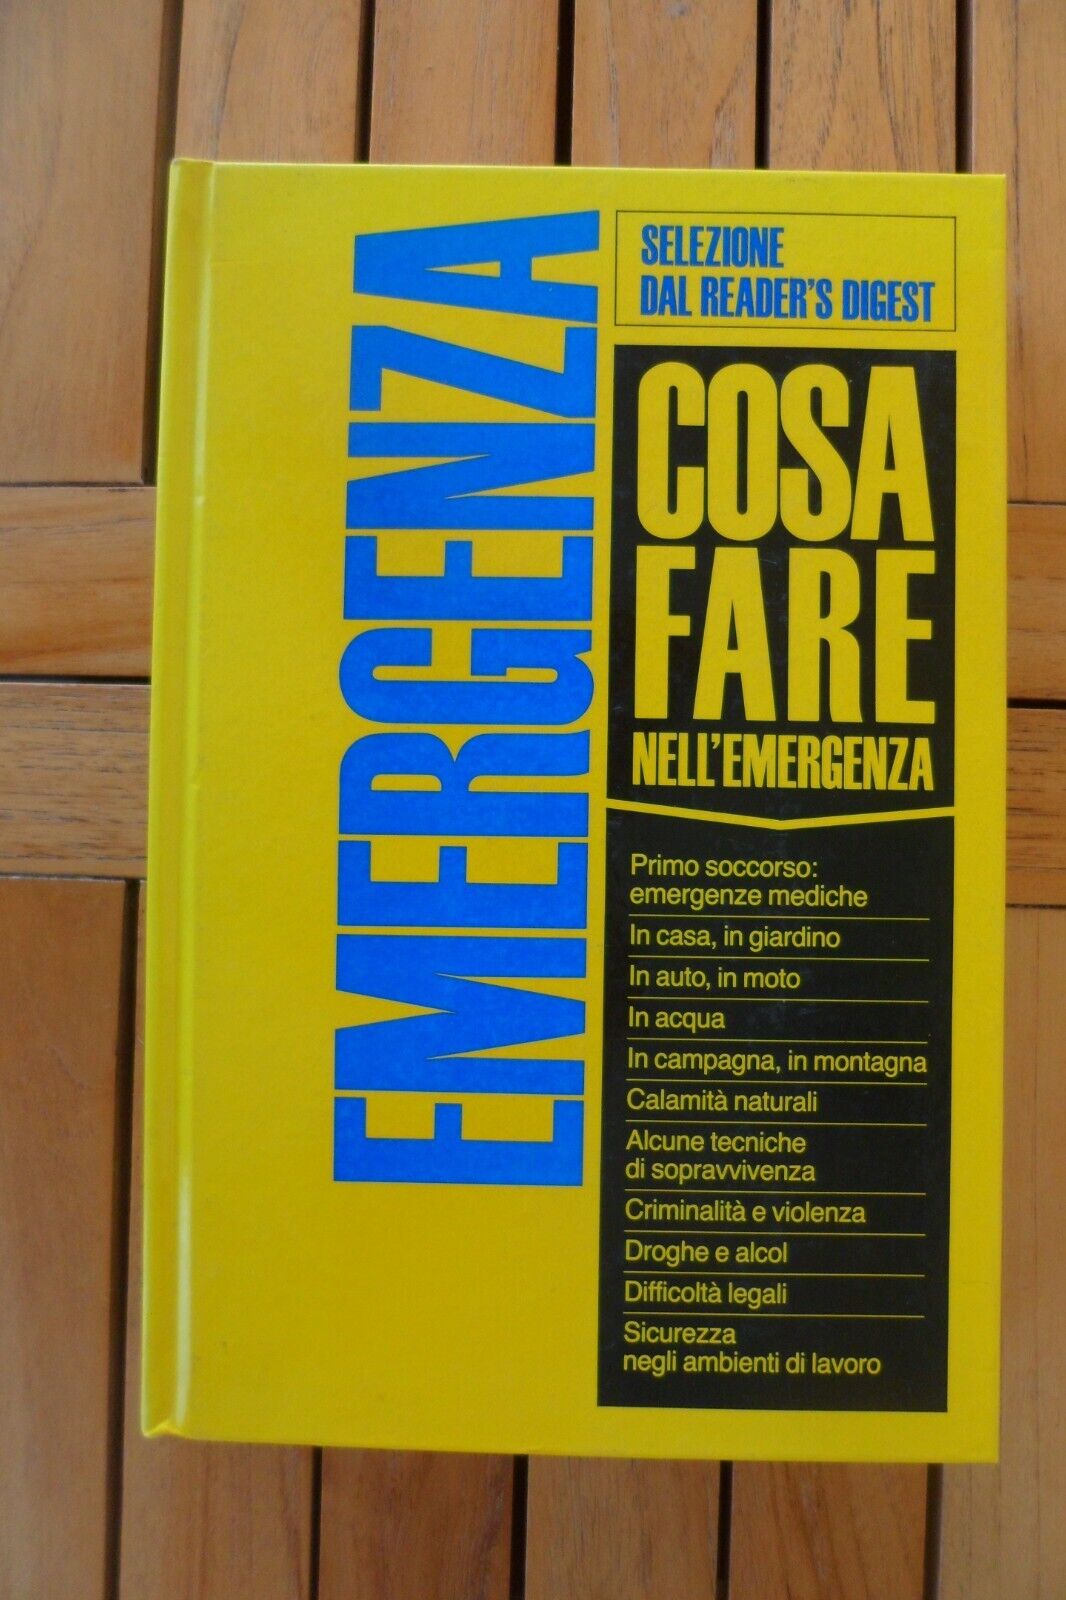 EMERGENZA
SELEZIONE
DAL READER'S DIGEST
COSA
FARE
NELL'EMERGENZA
Primo soccorso:
emergenze mediche
In casa, in giardino
In auto, in moto
In acqua
In campagna, in montagna
Calamità naturali
Alcune tecniche
di sopravvivenza
Criminalità e violenza
Droghe e alcol
Difficoltà legali
Sicurezza
negli ambienti di lavoro